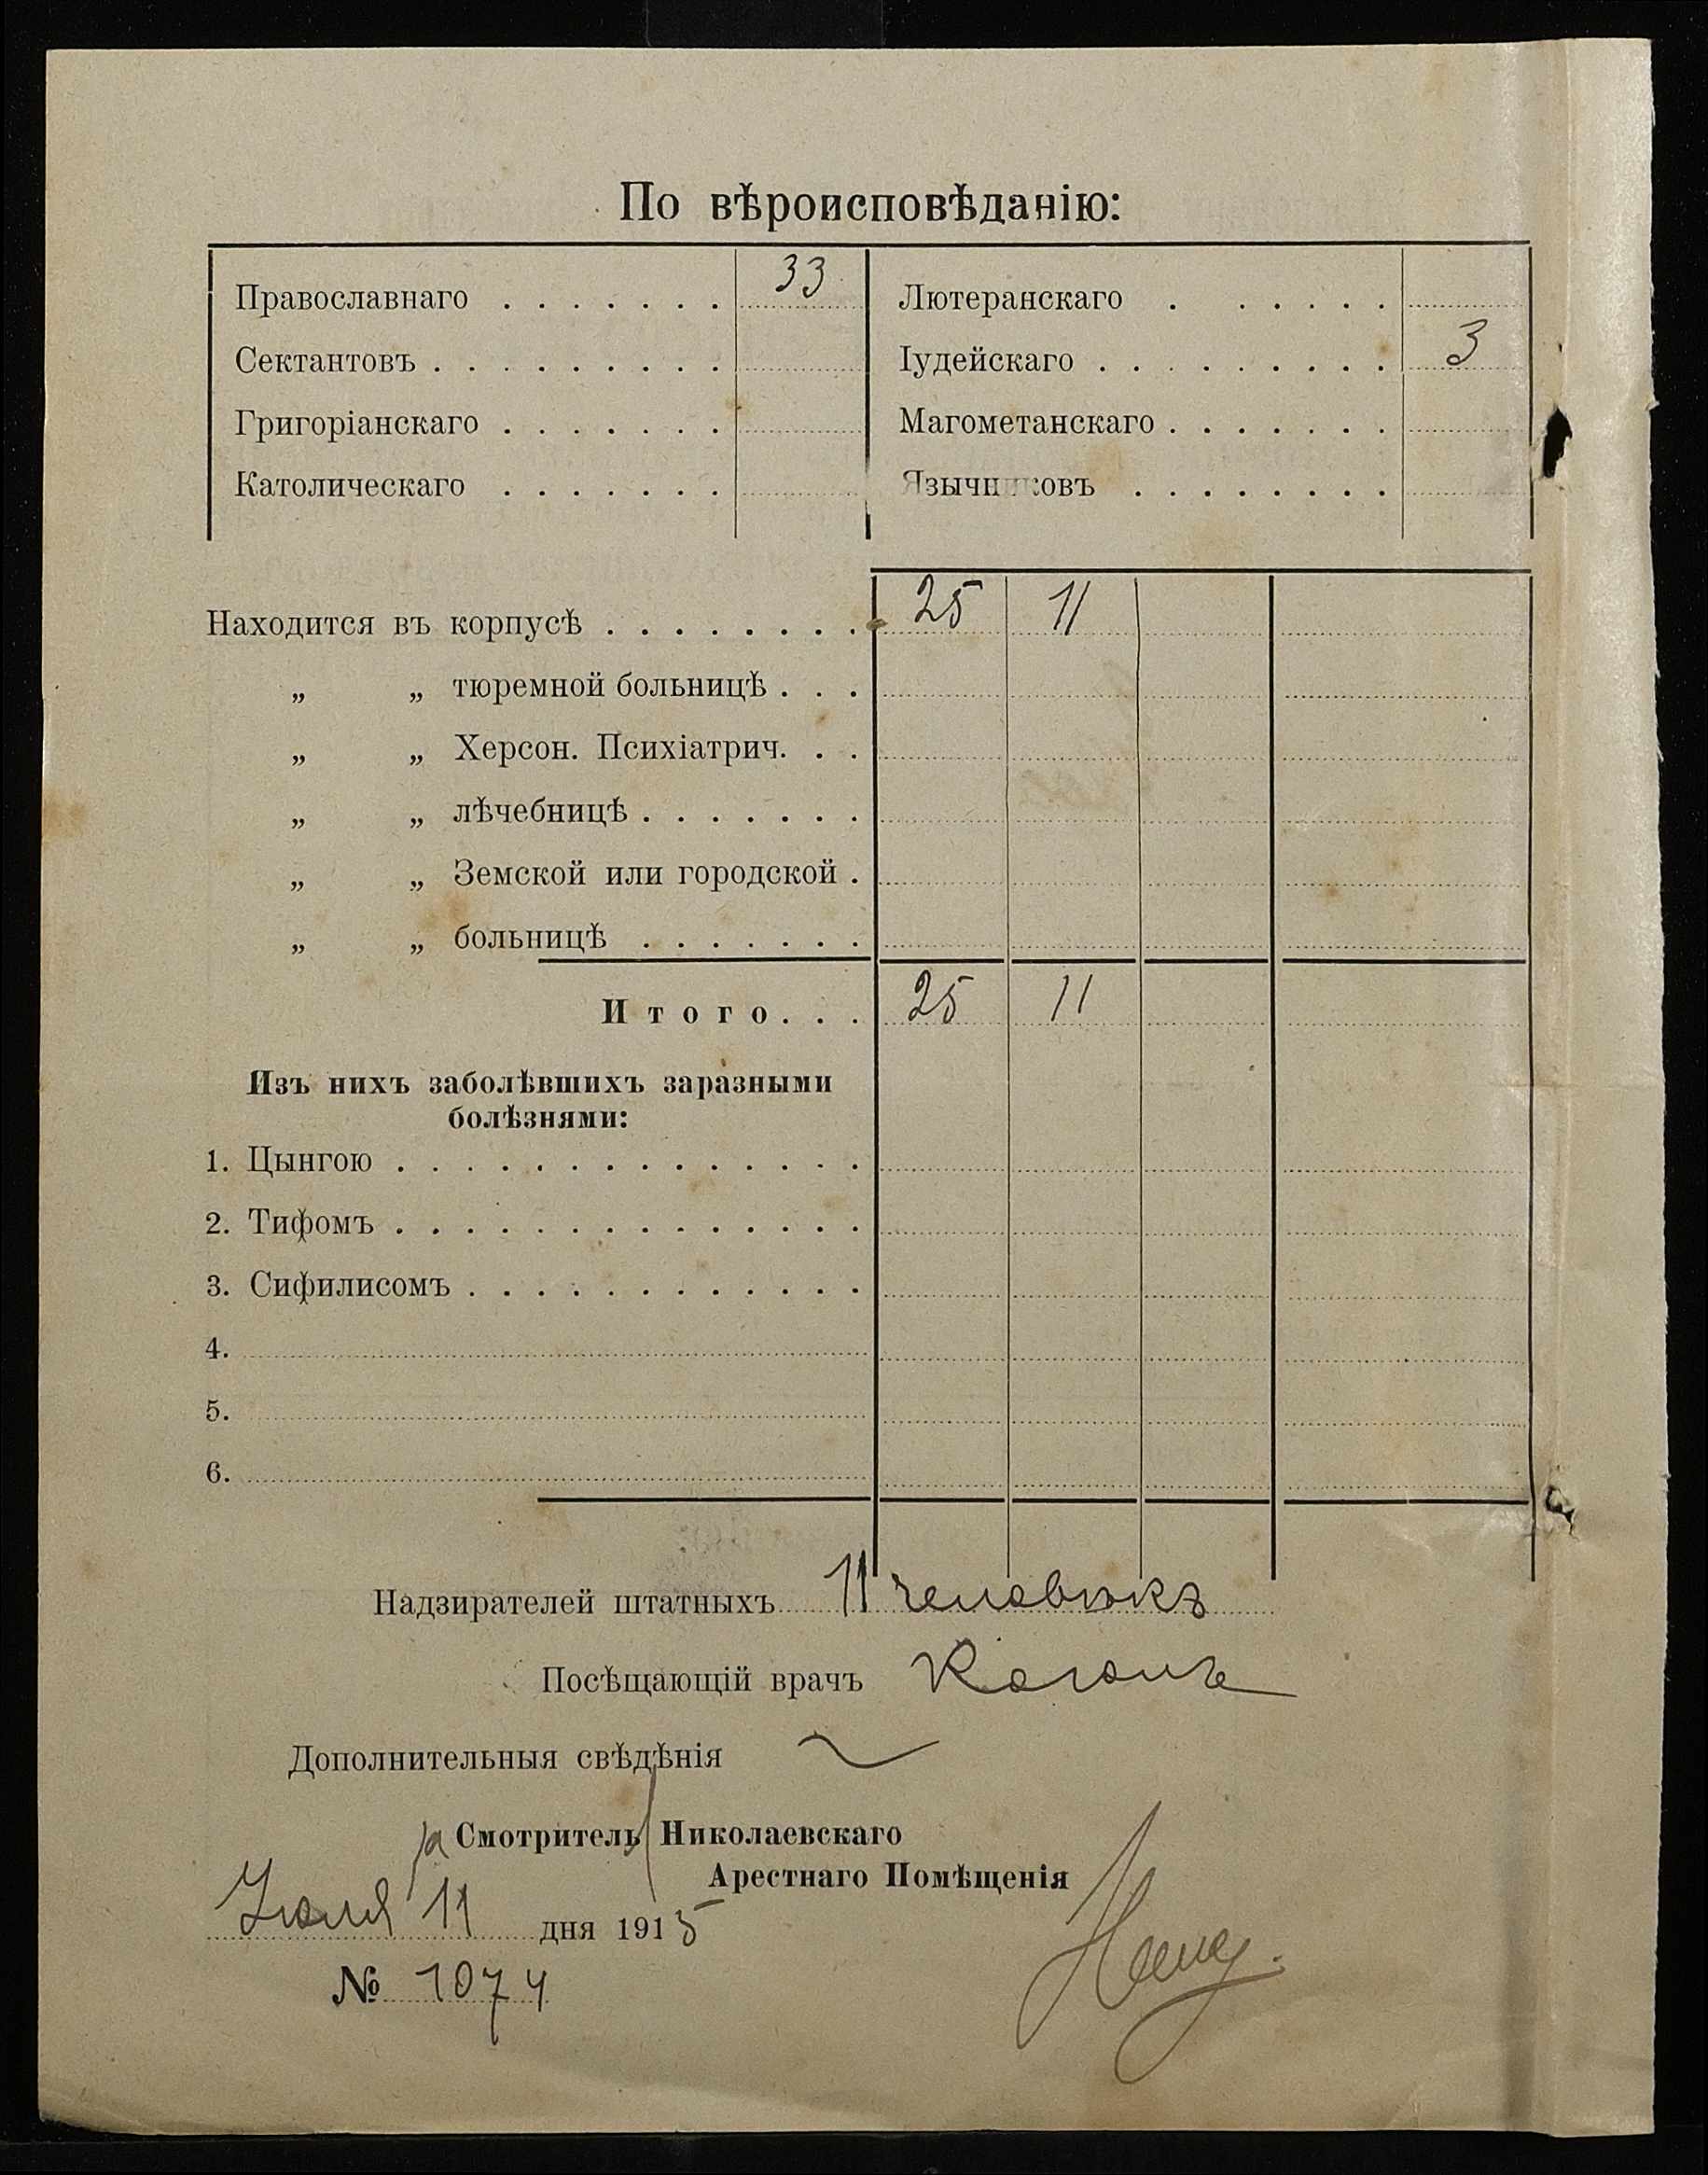 По вѣроисповѣданію:
Православнаго . . . . . . . 33 Лютеранскаго . . . . . .
Сектантовъ . . . . . . . . . Іудейскаго . . . . . . . . . 3
Григоріанскаго . . . . . . . Магометанскаго . . . . . . .
Католическаго . . . . . . . Язычниковъ . . . . . . . .
Находится въ корпусѣ . . . . . . . . 25 11
„ „ тюремной больницѣ . . .
„ „ Херсон. Психіатрич. . .
„ „ лѣчебницѣ . . . . . . .
„ „ Земской или городской .
„ „ больницѣ . . . . . . .
Итого . . . 25 11
Изъ нихъ заболѣвшихъ заразными
болѣзнями:
1. Цынгою . . . . . . . . . . . . . .
2. Тифомъ . . . . . . . . . . . . . .
3. Сифилисомъ . . . . . . . . . . . .
4.
5.
6.
Надзирателей штатныхъ 11 человѣкъ
Посѣщающій врачъ Коганъ
Дополнительныя свѣдѣнія
за Смотритель Николаевскаго
Арестнаго Помѣщенія
Іюля 11 дня 1915
№ 1074